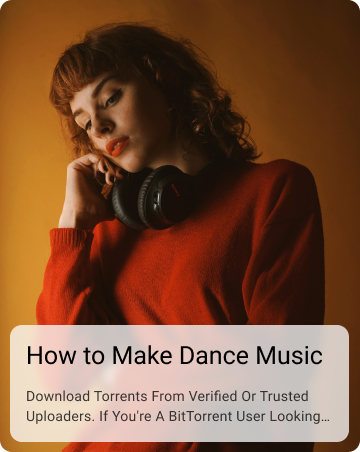 How to Make Dance Music
Download Torrents From Verified Or Trusted
Uploaders. If You're A BitTorrent User Looking...